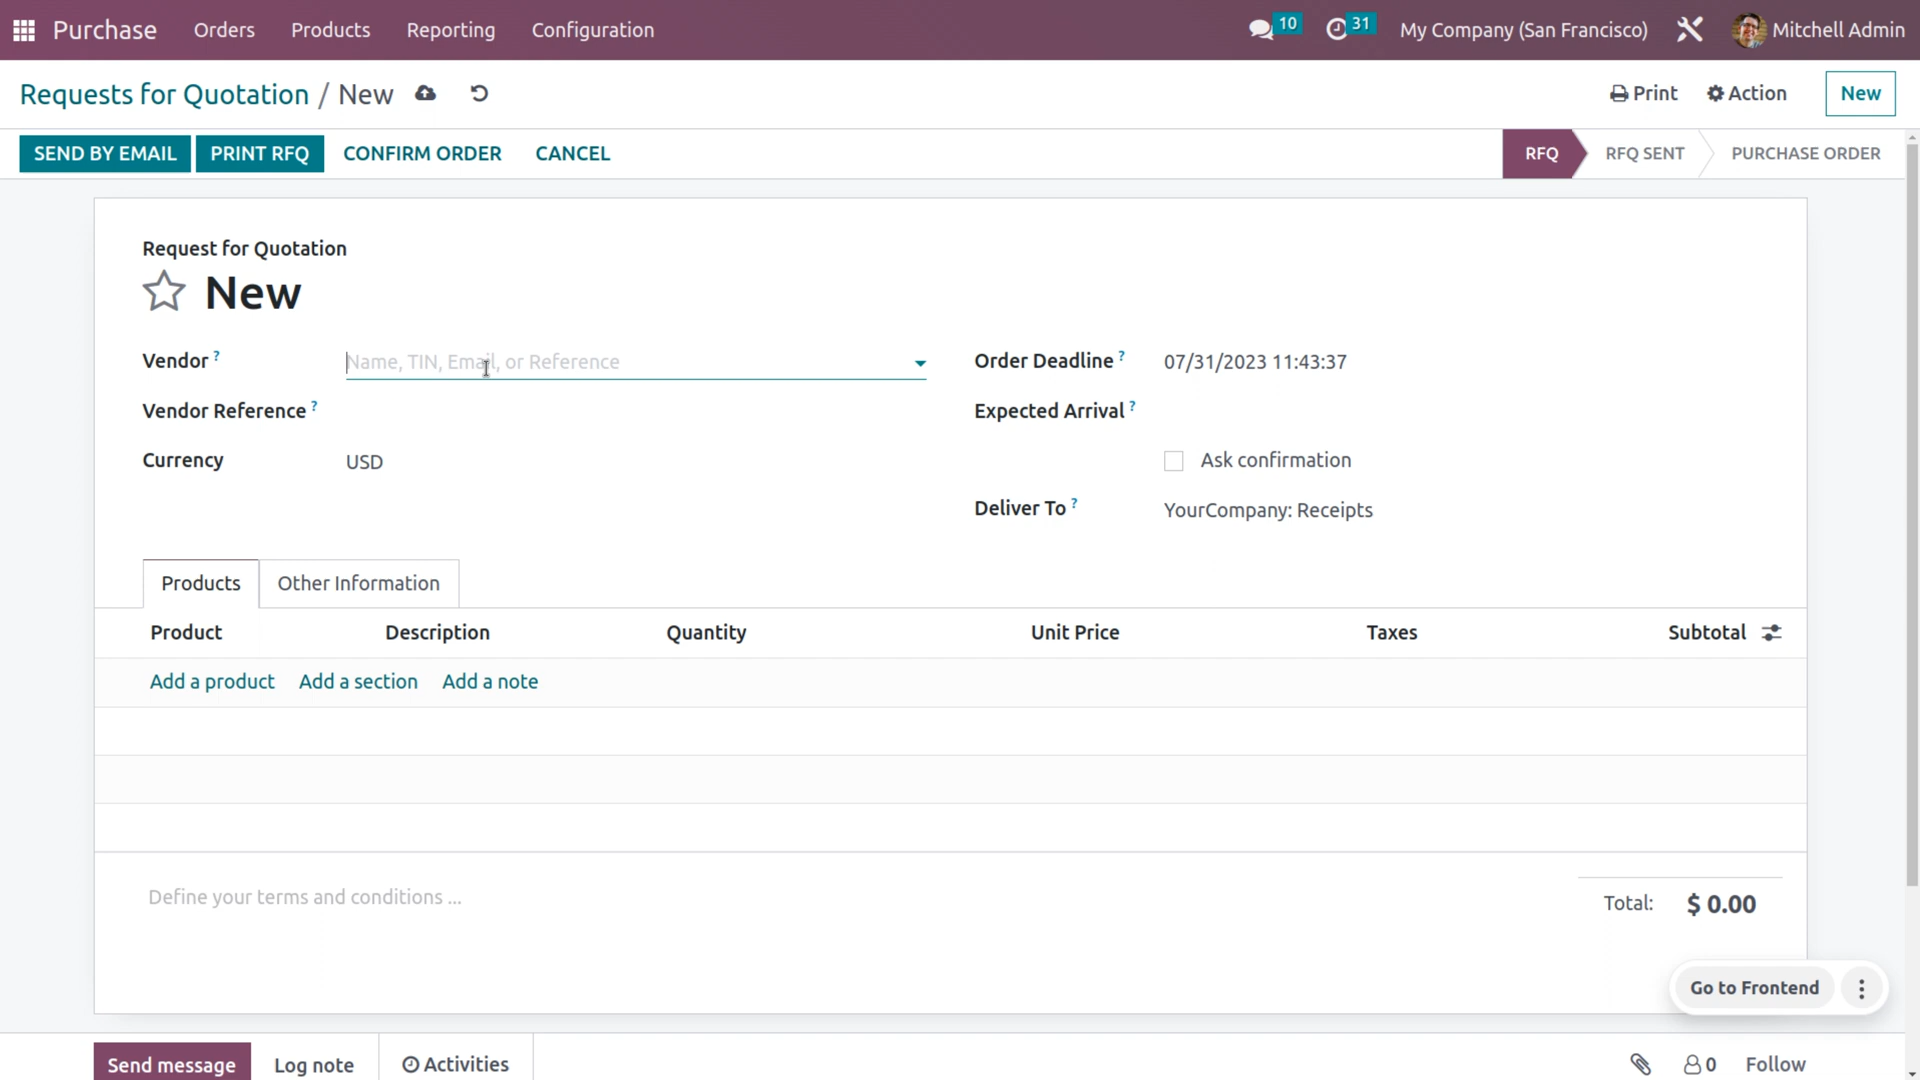 Purchase Orders Products Reporting Configuration 10 31 My Company (San Francisco) Mitchell Admin
Requests for Quotation / New Print Action New
SEND BY EMAIL PRINT RFQ CONFIRM ORDER CANCEL RFQ RFQ SENT PURCHASE ORDER
Request for Quotation
New
Vendor ? Name, TIN, Email, or Reference Order Deadline ? 07/31/2023 11:43:37
Vendor Reference ? Expected Arrival ?
Currency USD Ask confirmation
Deliver To ? YourCompany: Receipts
Products Other Information
Product Description Quantity Unit Price Taxes Subtotal
Add a product Add a section Add a note
Define your terms and conditions ... Total: $ 0.00
Go to Frontend
Send message Log note Activities 0 Follow